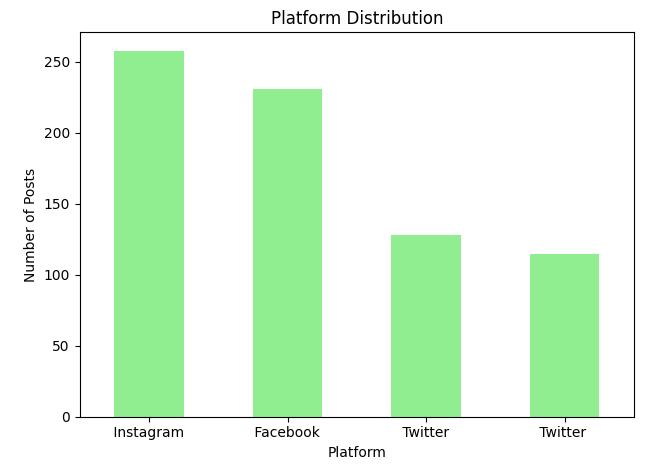 Platform Distribution
Number of Posts
250
200
150
100
50
0
Instagram Facebook Twitter Twitter
Platform